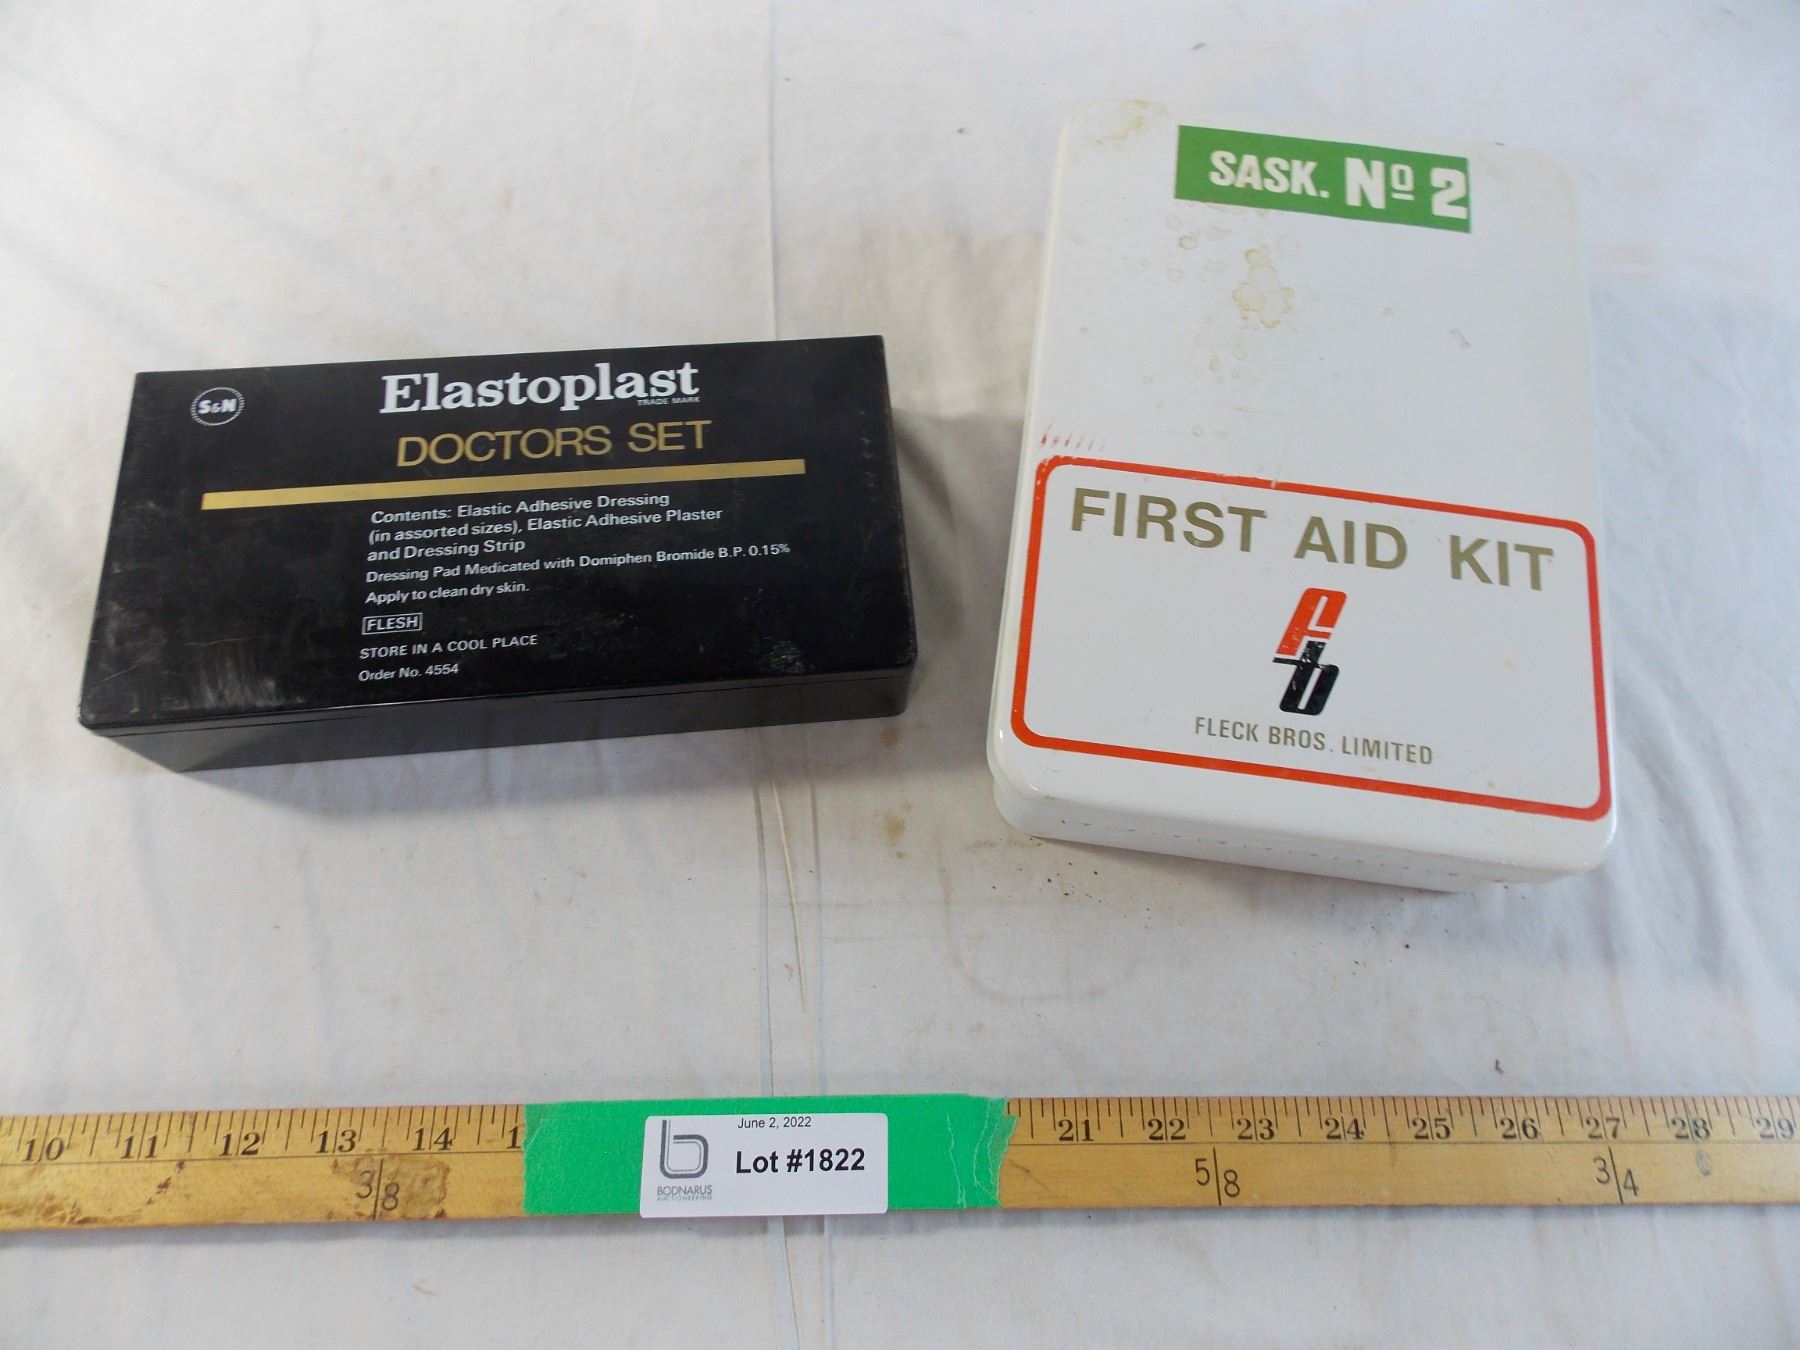 S&N
Elastoplast
TRADE MARK
DOCTORS SET
Contents: Elastic Adhesive Dressing
(in assorted sizes), Elastic Adhesive Plaster
and Dressing Strip
Dressing Pad Medicated with Domiphen Bromide B.P. 0.15%
Apply to clean dry skin.
FLESH
STORE IN A COOL PLACE
Order No. 4554
SASK. Nº 2
FIRST AID KIT
fb
FLECK BROS. LIMITED
10 11 12 13 14 1 21 22 23 24 25 26 27 28 29
3/8 5/8 3/4
June 2, 2022
Lot #1822
b
BODNARUS
AUCTIONEERING